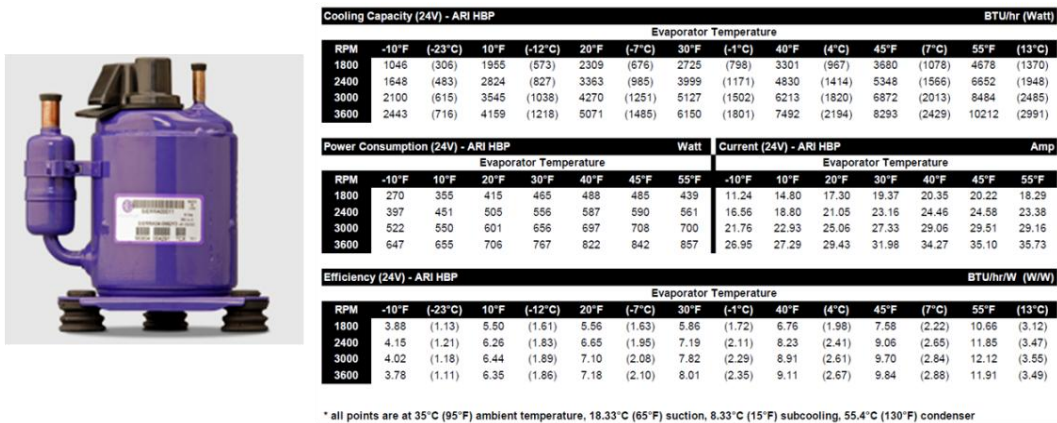 Cooling Capacity (24V) - ARI HBP BTU/hr (Watt)
Evaporator Temperature
RPM -10°F (-23°C) 10°F (-12°C) 20°F (-7°C) 30°F (-1°C) 40°F (4°C) 45°F (7°C) 55°F (13°C)
1800 1046 (306) 1955 (573) 2309 (676) 2725 (798) 3301 (967) 3680 (1078) 4678 (1370)
2400 1648 (483) 2824 (827) 3363 (985) 3999 (1171) 4830 (1414) 5348 (1566) 6652 (1948)
3000 2100 (615) 3545 (1038) 4270 (1251) 5127 (1502) 6213 (1820) 6872 (2013) 8484 (2485)
3600 2443 (716) 4159 (1218) 5071 (1485) 6150 (1801) 7492 (2194) 8293 (2429) 10212 (2991)
Power Consumption (24V) - ARI HBP Watt
Evaporator Temperature
RPM -10°F 10°F 20°F 30°F 40°F 45°F 55°F
1800 270 355 415 465 488 485 439
2400 397 451 505 556 587 590 561
3000 522 550 601 656 697 708 700
3600 647 655 706 767 822 842 857
Current (24V) - ARI HBP Amp
Evaporator Temperature
-10°F 10°F 20°F 30°F 40°F 45°F 55°F
11.24 14.80 17.30 19.37 20.35 20.22 18.29
16.56 18.80 21.05 23.16 24.46 24.58 23.38
21.76 22.93 25.06 27.33 29.06 29.51 29.16
26.95 27.29 29.43 31.98 34.27 35.10 35.73
Efficiency (24V) - ARI HBP BTU/hr/W (W/W)
Evaporator Temperature
RPM -10°F (-23°C) 10°F (-12°C) 20°F (-7°C) 30°F (-1°C) 40°F (4°C) 45°F (7°C) 55°F (13°C)
1800 3.88 (1.13) 5.50 (1.61) 5.56 (1.63) 5.86 (1.72) 6.76 (1.98) 7.58 (2.22) 10.66 (3.12)
2400 4.15 (1.21) 6.26 (1.83) 6.65 (1.95) 7.19 (2.11) 8.23 (2.41) 9.06 (2.65) 11.85 (3.47)
3000 4.02 (1.18) 6.44 (1.89) 7.10 (2.08) 7.82 (2.29) 8.91 (2.61) 9.70 (2.84) 12.12 (3.55)
3600 3.78 (1.11) 6.35 (1.86) 7.18 (2.10) 8.01 (2.35) 9.11 (2.67) 9.84 (2.88) 11.91 (3.49)
* all points are at 35°C (95°F) ambient temperature, 18.33°C (65°F) suction, 8.33°C (15°F) subcooling, 55.4°C (130°F) condenser